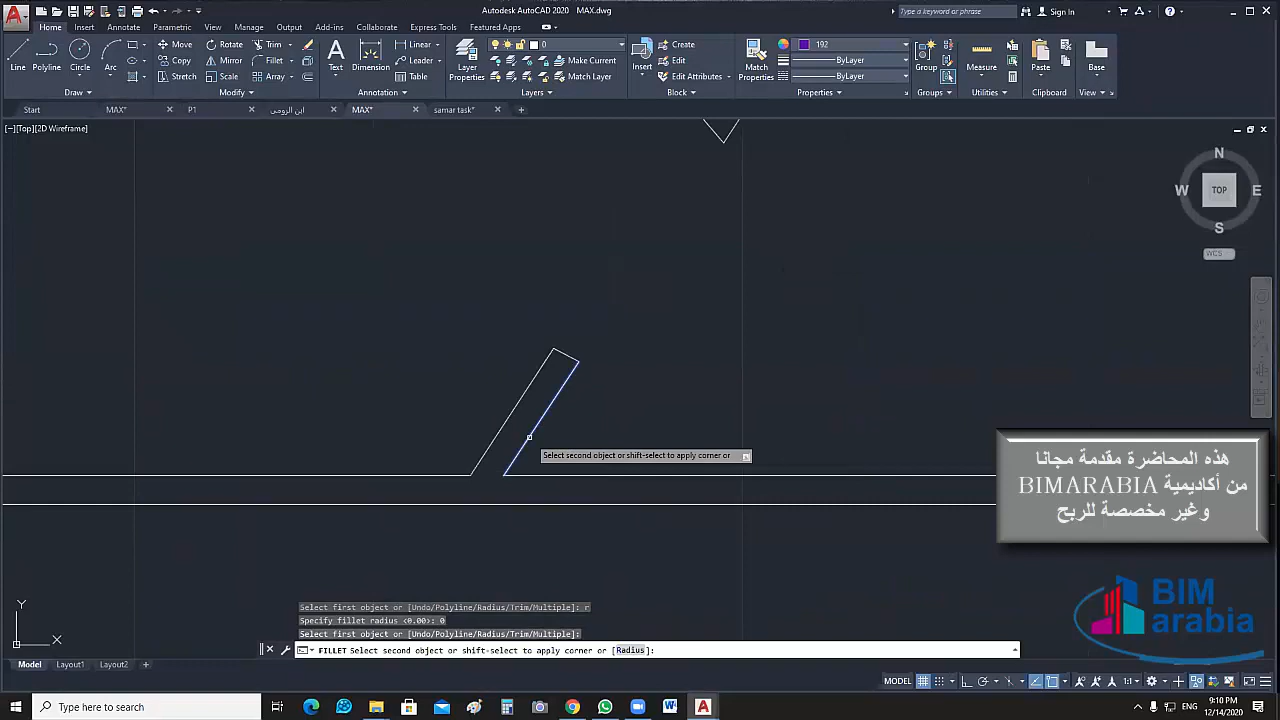 Autodesk AutoCAD 2020 MAX.dwg
Type a keyword or phrase
Sign In
Home Insert Annotate Parametric View Manage Output Add-ins Collaborate Express Tools Featured Apps
Line Polyline Circle Arc
Move Rotate Trim
Copy Mirror Fillet
Stretch Scale Array
Text Dimension
Linear
Leader
Table
Layer Properties
0
Make Current
Match Layer
Insert
Create
Edit
Edit Attributes
Match Properties
192
ByLayer
ByLayer
Group Measure Paste Base
Draw Modify Annotation Layers Block Properties Groups Utilities Clipboard View
Start MAX* P1 ابن الرومى MAX* samar task*
[−][Top][2D Wireframe]
N
W TOP E
S
WCS
Select second object or shift-select to apply corner or
هذه المحاضرة مقدمة مجانا
من أكاديمية BIMARABIA
وغير مخصصة للربح
BIM
arabia
Y
X
Select first object or [Undo/Polyline/Radius/Trim/Multiple]: r
Specify fillet radius <0.00>: 0
Select first object or [Undo/Polyline/Radius/Trim/Multiple]:
FILLET Select second object or shift-select to apply corner or [Radius]:
Model Layout1 Layout2 +
MODEL 1:1
Type here to search
9:10 PM
12/14/2020